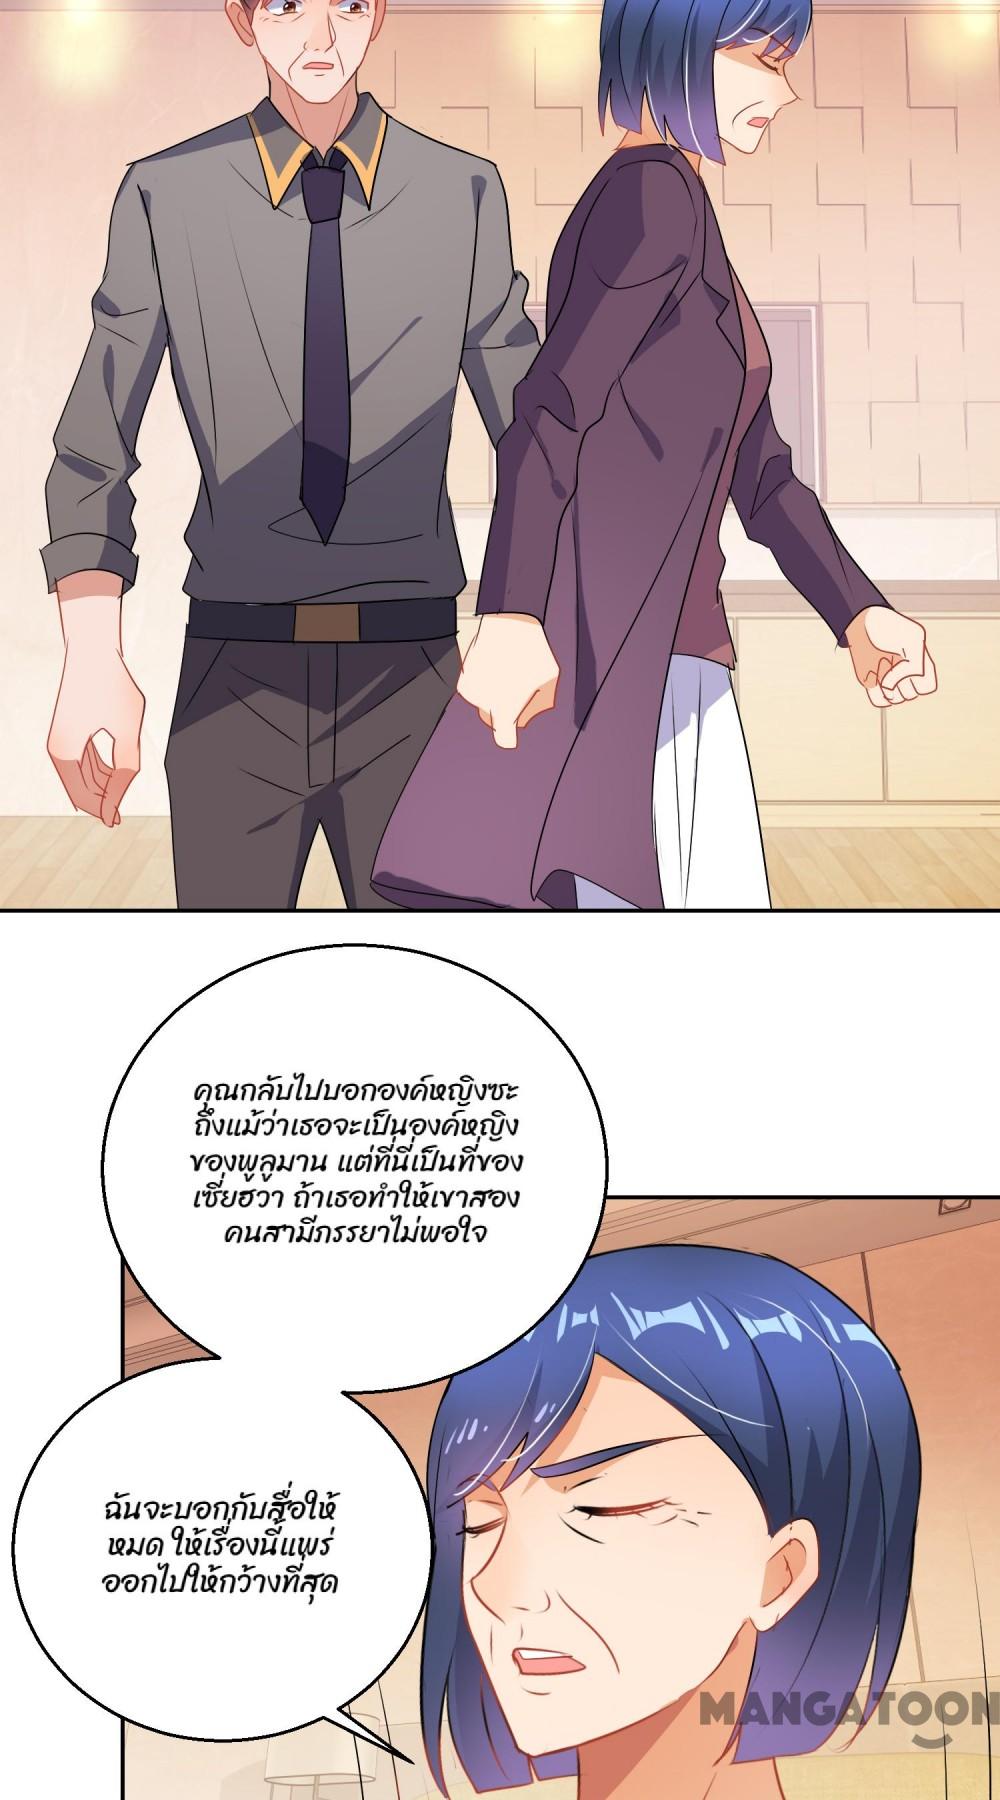 คุณกลับไปบอกองค์หญิงซะ
ถึงแม้ว่าเธอจะเป็นองค์หญิง
ของพูลูมาน แต่ที่นี่เป็นที่ของ
เซี่ยฮวา ถ้าเธอทำให้เขาสอง
คนสามีภรรยาไม่พอใจ
ฉันจะบอกกับสื่อให้
หมด ให้เรื่องนี้แพร่
ออกไปให้กว้างที่สุด
MANGATOON